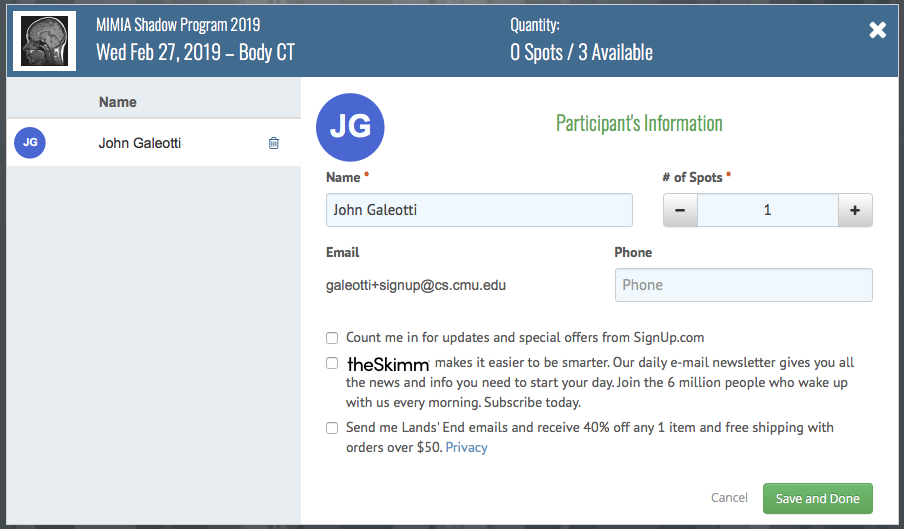 MIMIA Shadow Program 2019
Wed Feb 27, 2019 – Body CT
Quantity:
0 Spots / 3 Available
Name
JG
John Galeotti
JG
Participant's Information
Name *
# of Spots *
John Galeotti
− 1 +
Email
Phone
galeotti+signup@cs.cmu.edu
Phone
Count me in for updates and special offers from SignUp.com
theSkimm makes it easier to be smarter. Our daily e-mail newsletter gives you all
the news and info you need to start your day. Join the 6 million people who wake up
with us every morning. Subscribe today.
Send me Lands' End emails and receive 40% off any 1 item and free shipping with
orders over $50. Privacy
Cancel
Save and Done